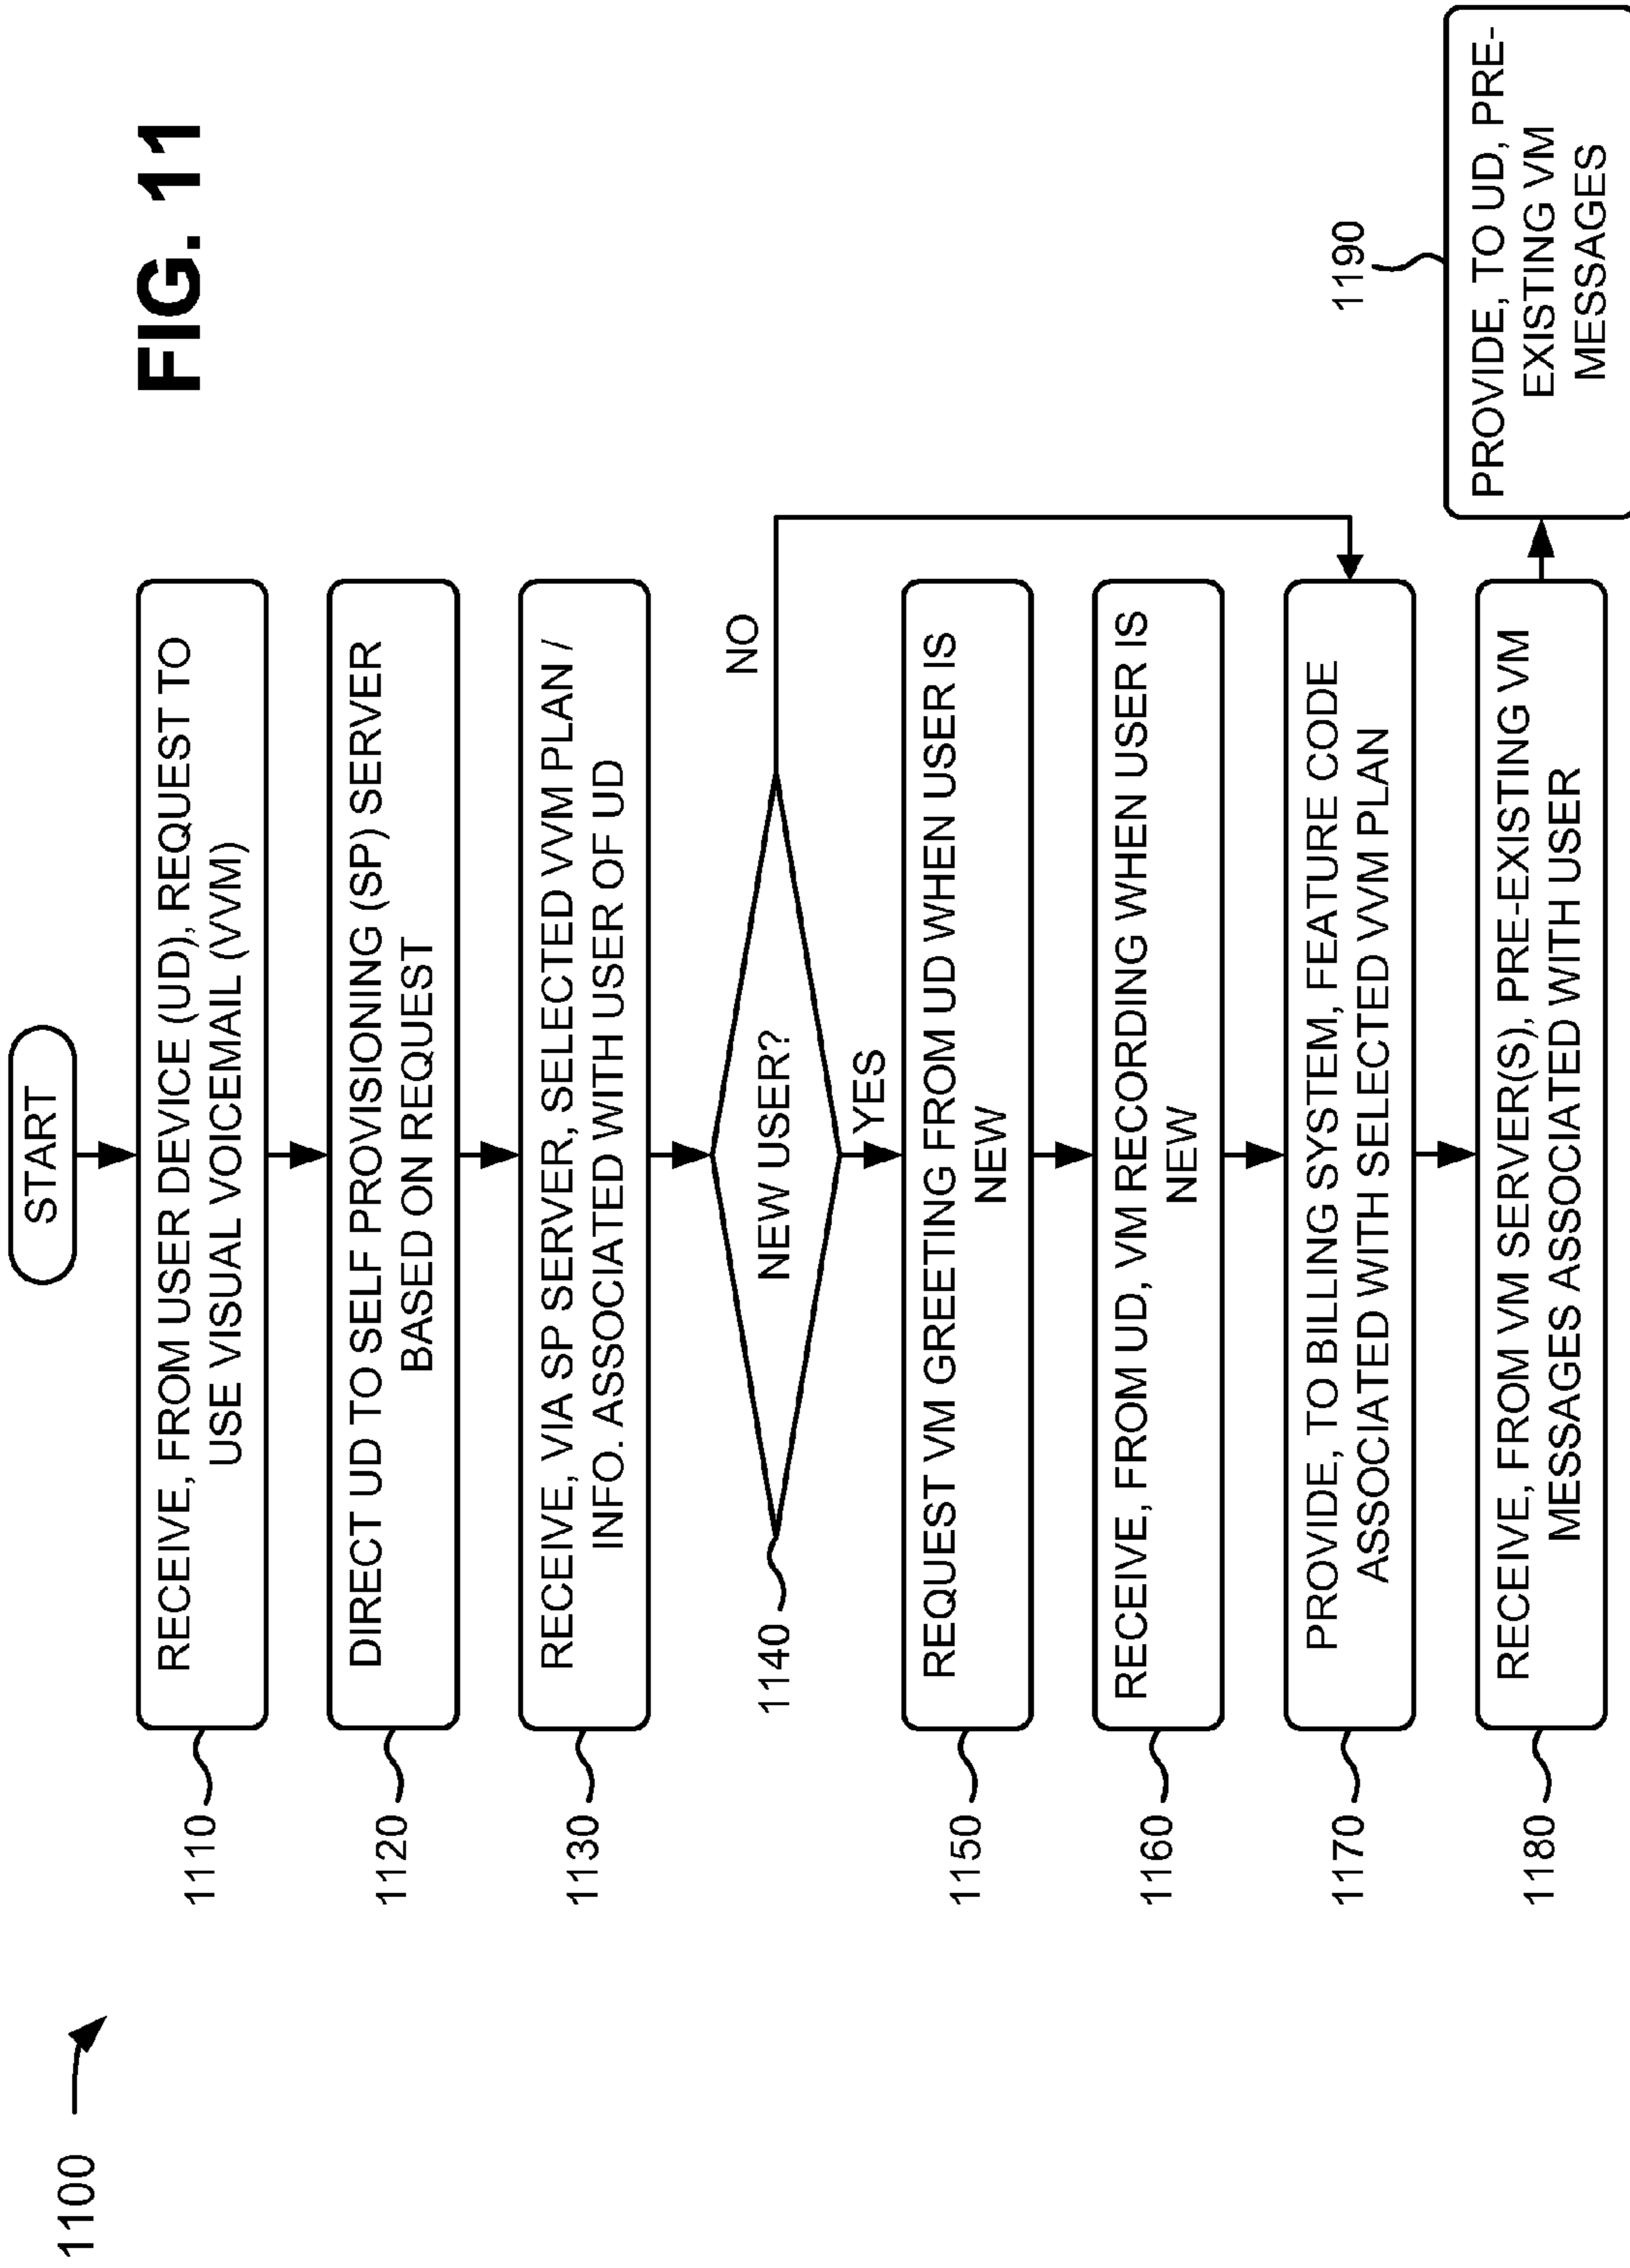 FIG. 11
1100
START
1110
RECEIVE, FROM USER DEVICE (UD), REQUEST TO
USE VISUAL VOICEMAIL (VVM)
1120
DIRECT UD TO SELF PROVISIONING (SP) SERVER
BASED ON REQUEST
1130
RECEIVE, VIA SP SERVER, SELECTED VVM PLAN /
INFO. ASSOCIATED WITH USER OF UD
1140
NEW USER?
NO
YES
1150
REQUEST VM GREETING FROM UD WHEN USER IS
NEW
1160
RECEIVE, FROM UD, VM RECORDING WHEN USER IS
NEW
1170
PROVIDE, TO BILLING SYSTEM, FEATURE CODE
ASSOCIATED WITH SELECTED VVM PLAN
1180
RECEIVE, FROM VM SERVER(S), PRE-EXISTING VM
MESSAGES ASSOCIATED WITH USER
1190
PROVIDE, TO UD, PRE-
EXISTING VM
MESSAGES